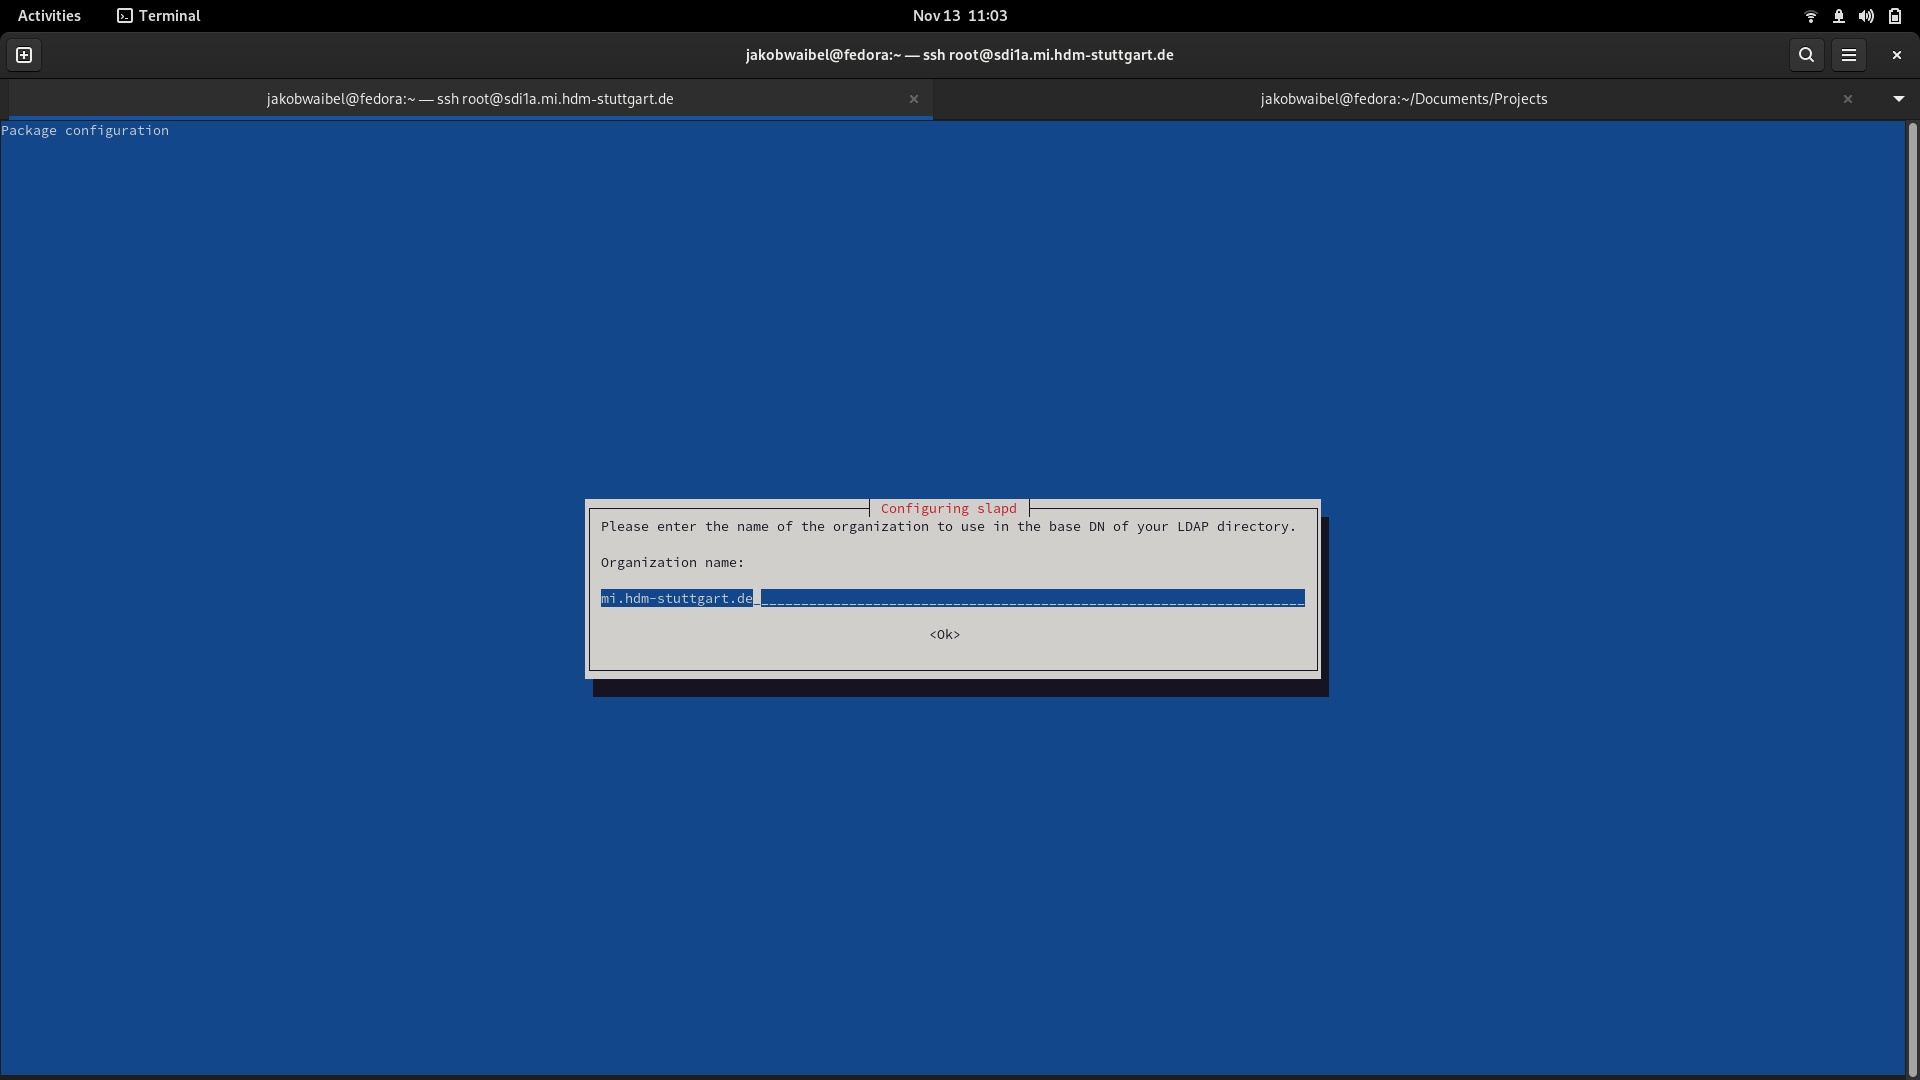 Activities
Terminal
Nov 13 11:03
jakobwaibel@fedora:~ — ssh root@sdi1a.mi.hdm-stuttgart.de
jakobwaibel@fedora:~ — ssh root@sdi1a.mi.hdm-stuttgart.de
jakobwaibel@fedora:~/Documents/Projects
Package configuration
Configuring slapd
Please enter the name of the organization to use in the base DN of your LDAP directory.
Organization name:
mi.hdm-stuttgart.de____________________________________________________________________
<Ok>